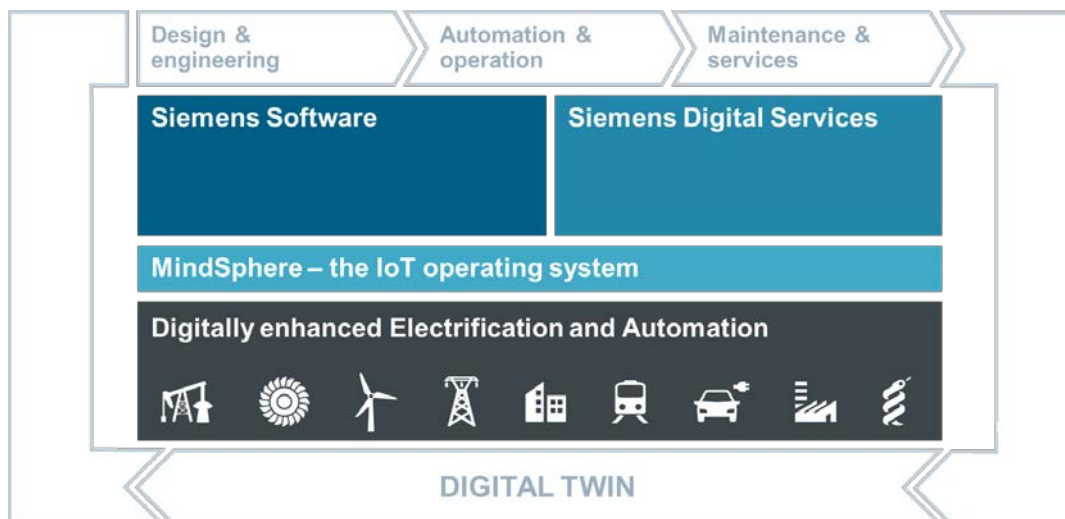 Design &
engineering
Automation &
operation
Maintenance &
services
Siemens Software
Siemens Digital Services
MindSphere – the IoT operating system
Digitally enhanced Electrification and Automation
DIGITAL TWIN